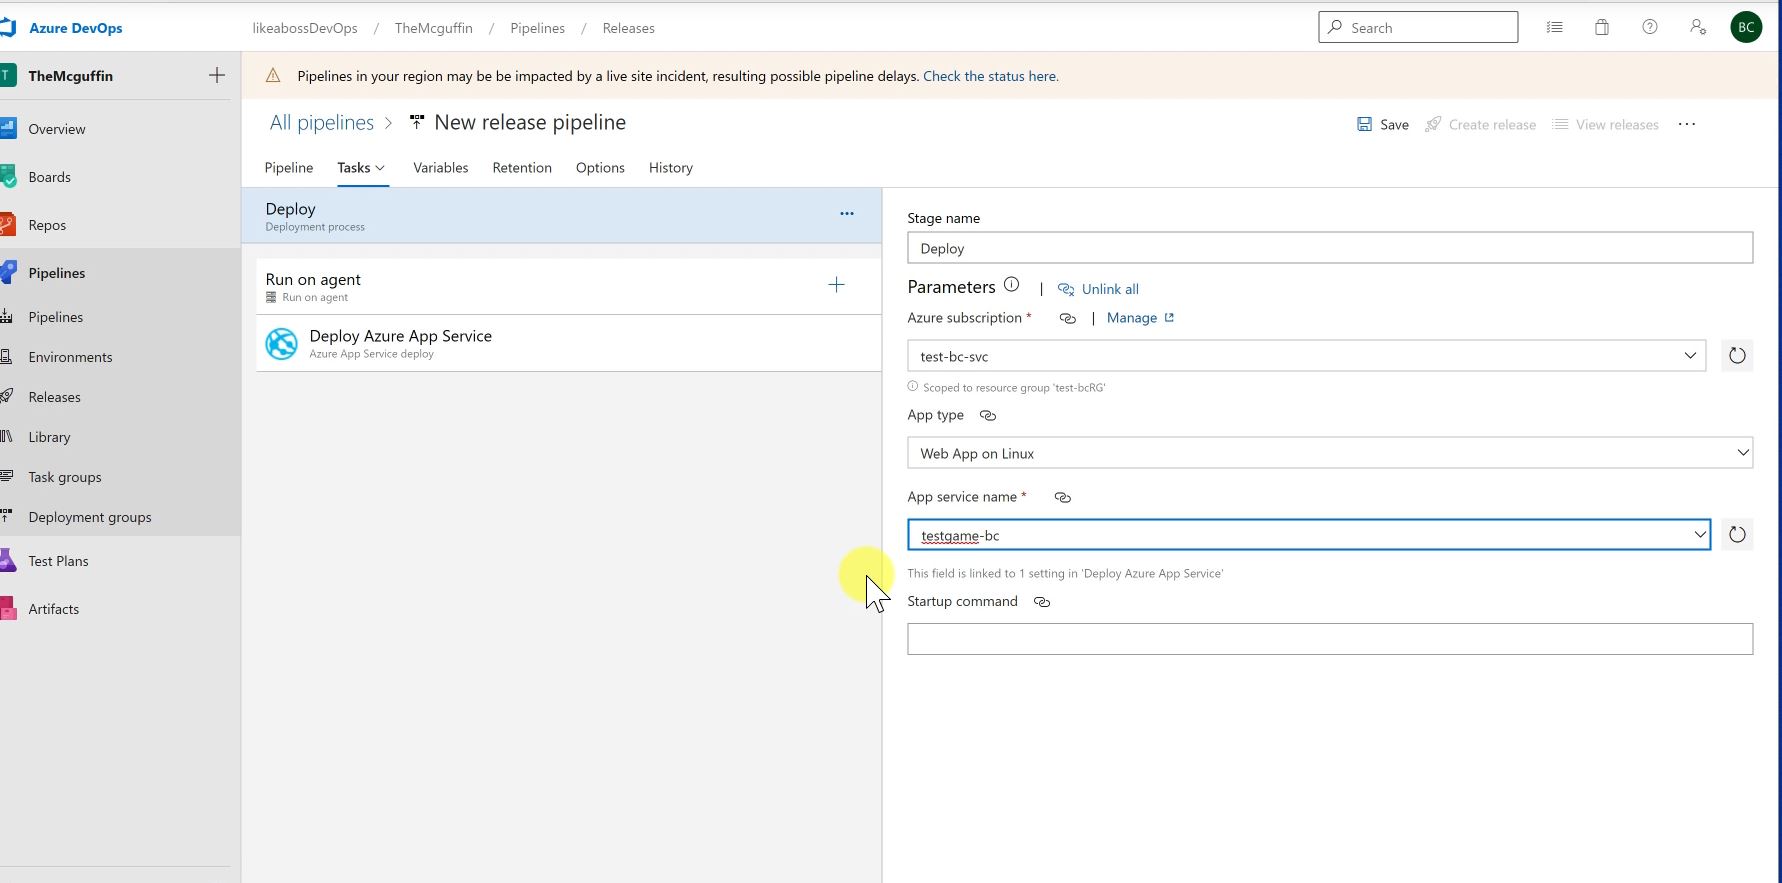 Azure DevOps
likeabossDevOps / TheMcguffin / Pipelines / Releases
Search
BC
T TheMcguffin
Pipelines in your region may be be impacted by a live site incident, resulting possible pipeline delays. Check the status here.
All pipelines > New release pipeline
Save Create release View releases ...
Overview
Boards
Repos
Pipelines
Pipelines
Environments
Releases
Library
Task groups
Deployment groups
Test Plans
Artifacts
Pipeline Tasks Variables Retention Options History
Deploy
Deployment process
Run on agent
Run on agent
Deploy Azure App Service
Azure App Service deploy
Stage name
Deploy
Parameters | Unlink all
Azure subscription * | Manage
test-bc-svc
Scoped to resource group 'test-bcRG'
App type
Web App on Linux
App service name *
testgame-bc
This field is linked to 1 setting in 'Deploy Azure App Service'
Startup command